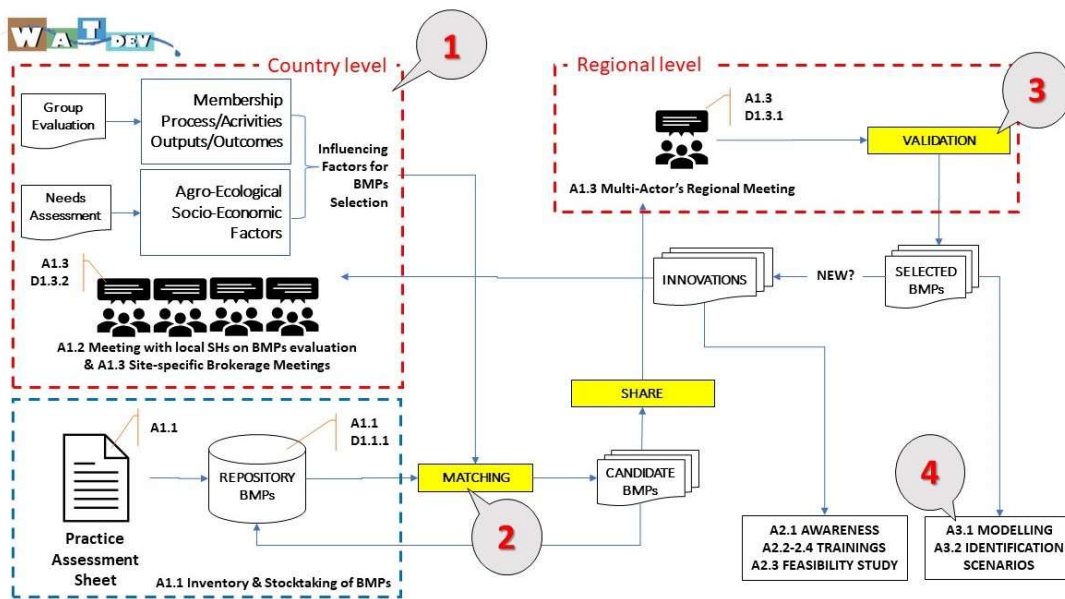 WAT DEV
Country level
1
Group
Evaluation
Membership
Process/Acrivities
Outputs/Outcomes
Needs
Assessment
Agro-Ecological
Socio-Economic
Factors
Influencing
Factors for
BMPs
Selection
A1.3
D1.3.2
A1.2 Meeting with local SHs on BMPs evaluation
& A1.3 Site-specific Brokerage Meetings
Regional level
A1.3
D1.3.1
3
VALIDATION
A1.3 Multi-Actor's Regional Meeting
INNOVATIONS
NEW?
SELECTED
BMPs
SHARE
A1.1
Practice
Assessment
Sheet
A1.1
D1.1.1
REPOSITORY
BMPs
A1.1 Inventory & Stocktaking of BMPs
MATCHING
2
CANDIDATE
BMPs
4
A2.1 AWARENESS
A2.2-2.4 TRAININGS
A2.3 FEASIBILITY STUDY
A3.1 MODELLING
A3.2 IDENTIFICATION
SCENARIOS